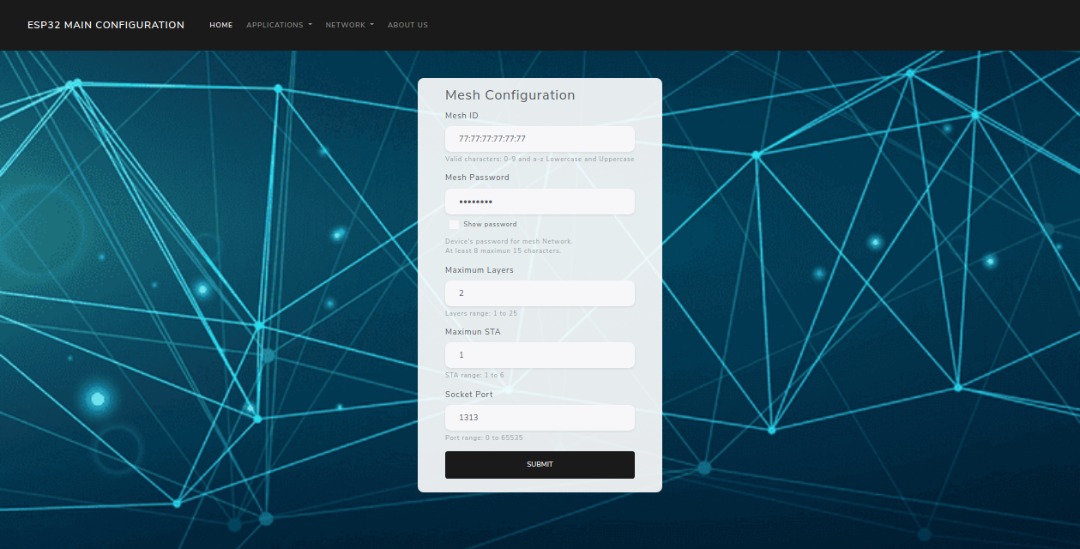 ESP32 MAIN CONFIGURATION HOME APPLICATIONS NETWORK ABOUT US
Mesh Configuration
Mesh ID
77:77:77:77:77:77
Valid characters: 0-9 and a-z Lowercase and Uppercase
Mesh Password
••••••••
Show password
Device's password for mesh Network.
At least 8 maximun 15 characters.
Maximum Layers
2
Layers range: 1 to 25
Maximun STA
1
STA range: 1 to 6
Socket Port
1313
Port range: 0 to 65535
SUBMIT